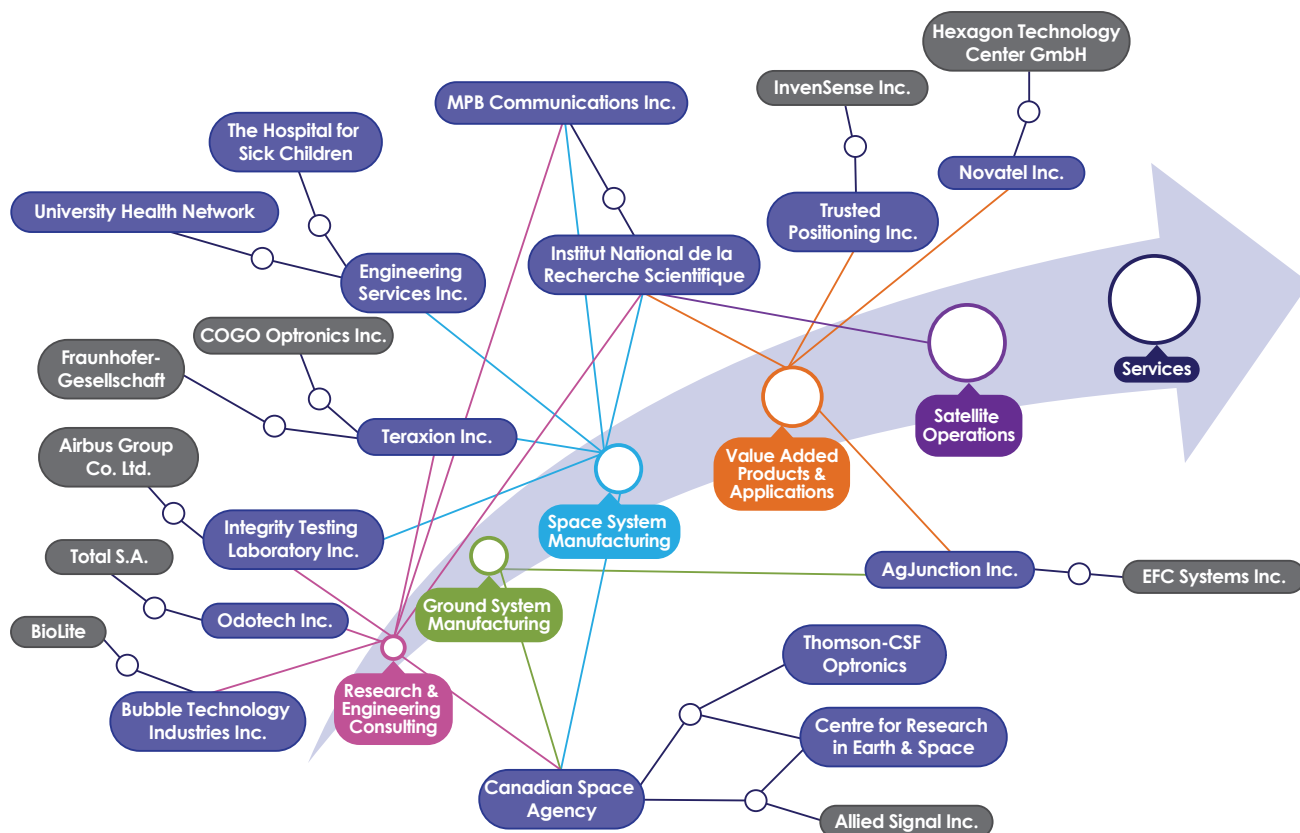 Hexagon Technology
Center GmbH
InvenSense Inc.
MPB Communications Inc.
The Hospital for
Sick Children
Novatel Inc.
University Health Network
Trusted
Positioning Inc.
Institut National de la
Recherche Scientifique
Engineering
Services Inc.
COGO Optronics Inc.
Fraunhofer-
Gesellschaft
Services
Satellite
Operations
Teraxion Inc.
Airbus Group
Co. Ltd.
Value Added
Products &
Applications
Integrity Testing
Laboratory Inc.
Space System
Manufacturing
Total S.A.
AgJunction Inc.
EFC Systems Inc.
Ground System
Manufacturing
Odotech Inc.
BioLite
Thomson-CSF
Optronics
Research &
Engineering
Consulting
Bubble Technology
Industries Inc.
Centre for Research
in Earth & Space
Canadian Space
Agency
Allied Signal Inc.